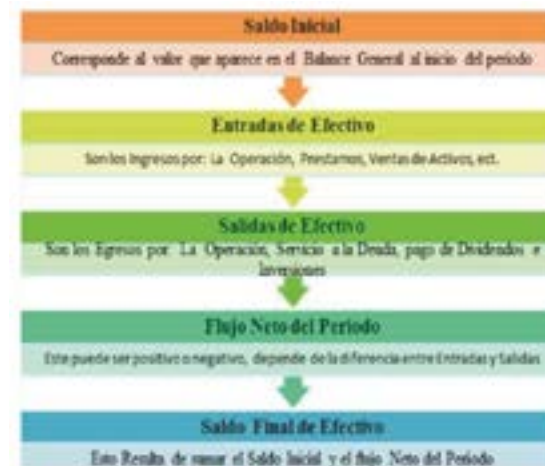 Saldo Inicial
Corresponde al valor que aparece en el Balance General al inicio del periodo
Entradas de Efectivo
Son los Ingresos por: La Operación, Prestamos, Ventas de Activos, ect.
Salidas de Efectivo
Son los Egresos por: La Operación, Servicio a la Deuda, pago de Dividendos e
Inversiones
Flujo Neto del Periodo
Este puede ser positivo o negativo, depende de la diferencia entre Entradas y Salidas
Saldo Final de Efectivo
Esto Resulta de sumar el Saldo Inicial y el flujo Neto del Periodo